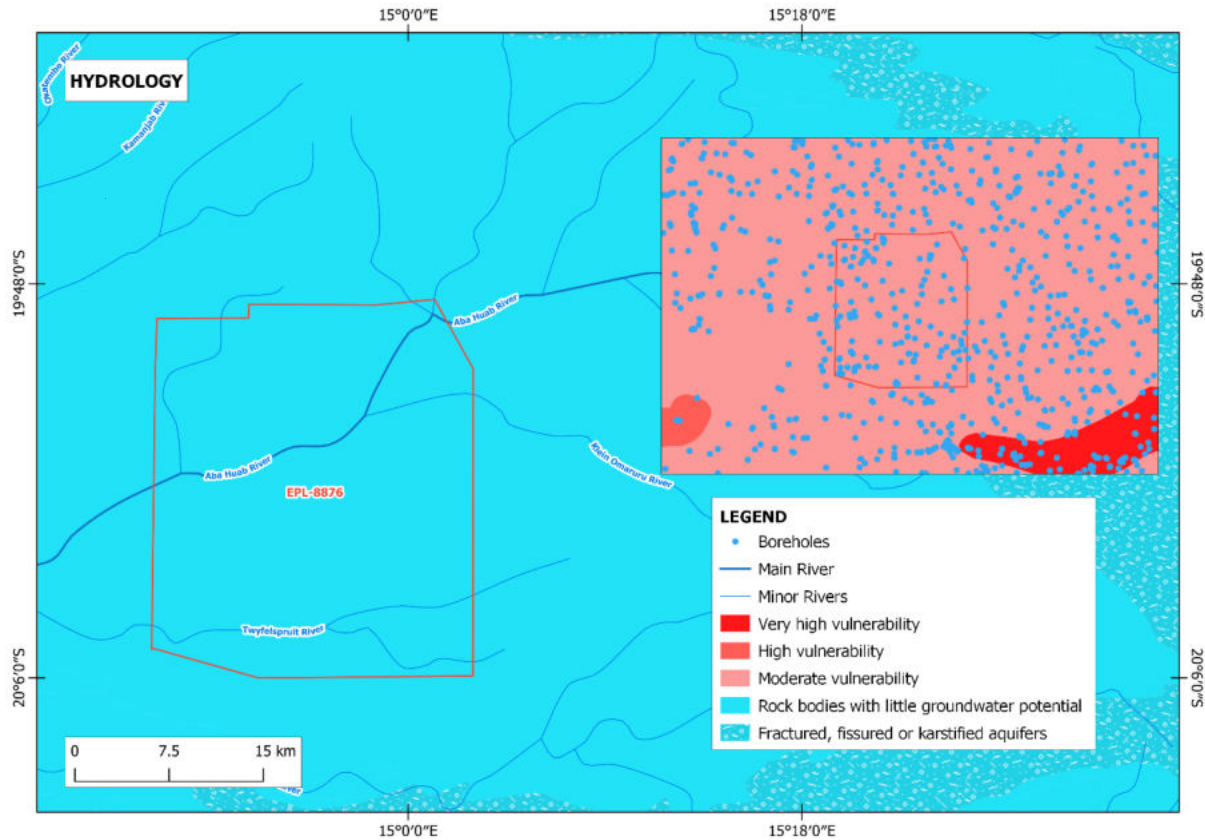 15°0′0″E
15°18′0″E
HYDROLOGY
Okatembo River
Kamanjab Riv
19°48′0″S
19°48′0″S
Aba Huab River
Aba Huab River
Klein Omaruru River
EPL-8876
LEGEND
Boreholes
Main River
Minor Rivers
Very high vulnerability
High vulnerability
Moderate vulnerability
Rock bodies with little groundwater potential
Fractured, fissured or karstified aquifers
Twyfelspruit River
20°6′0″S
20°6′0″S
0 7.5 15 km
er
15°0′0″E
15°18′0″E